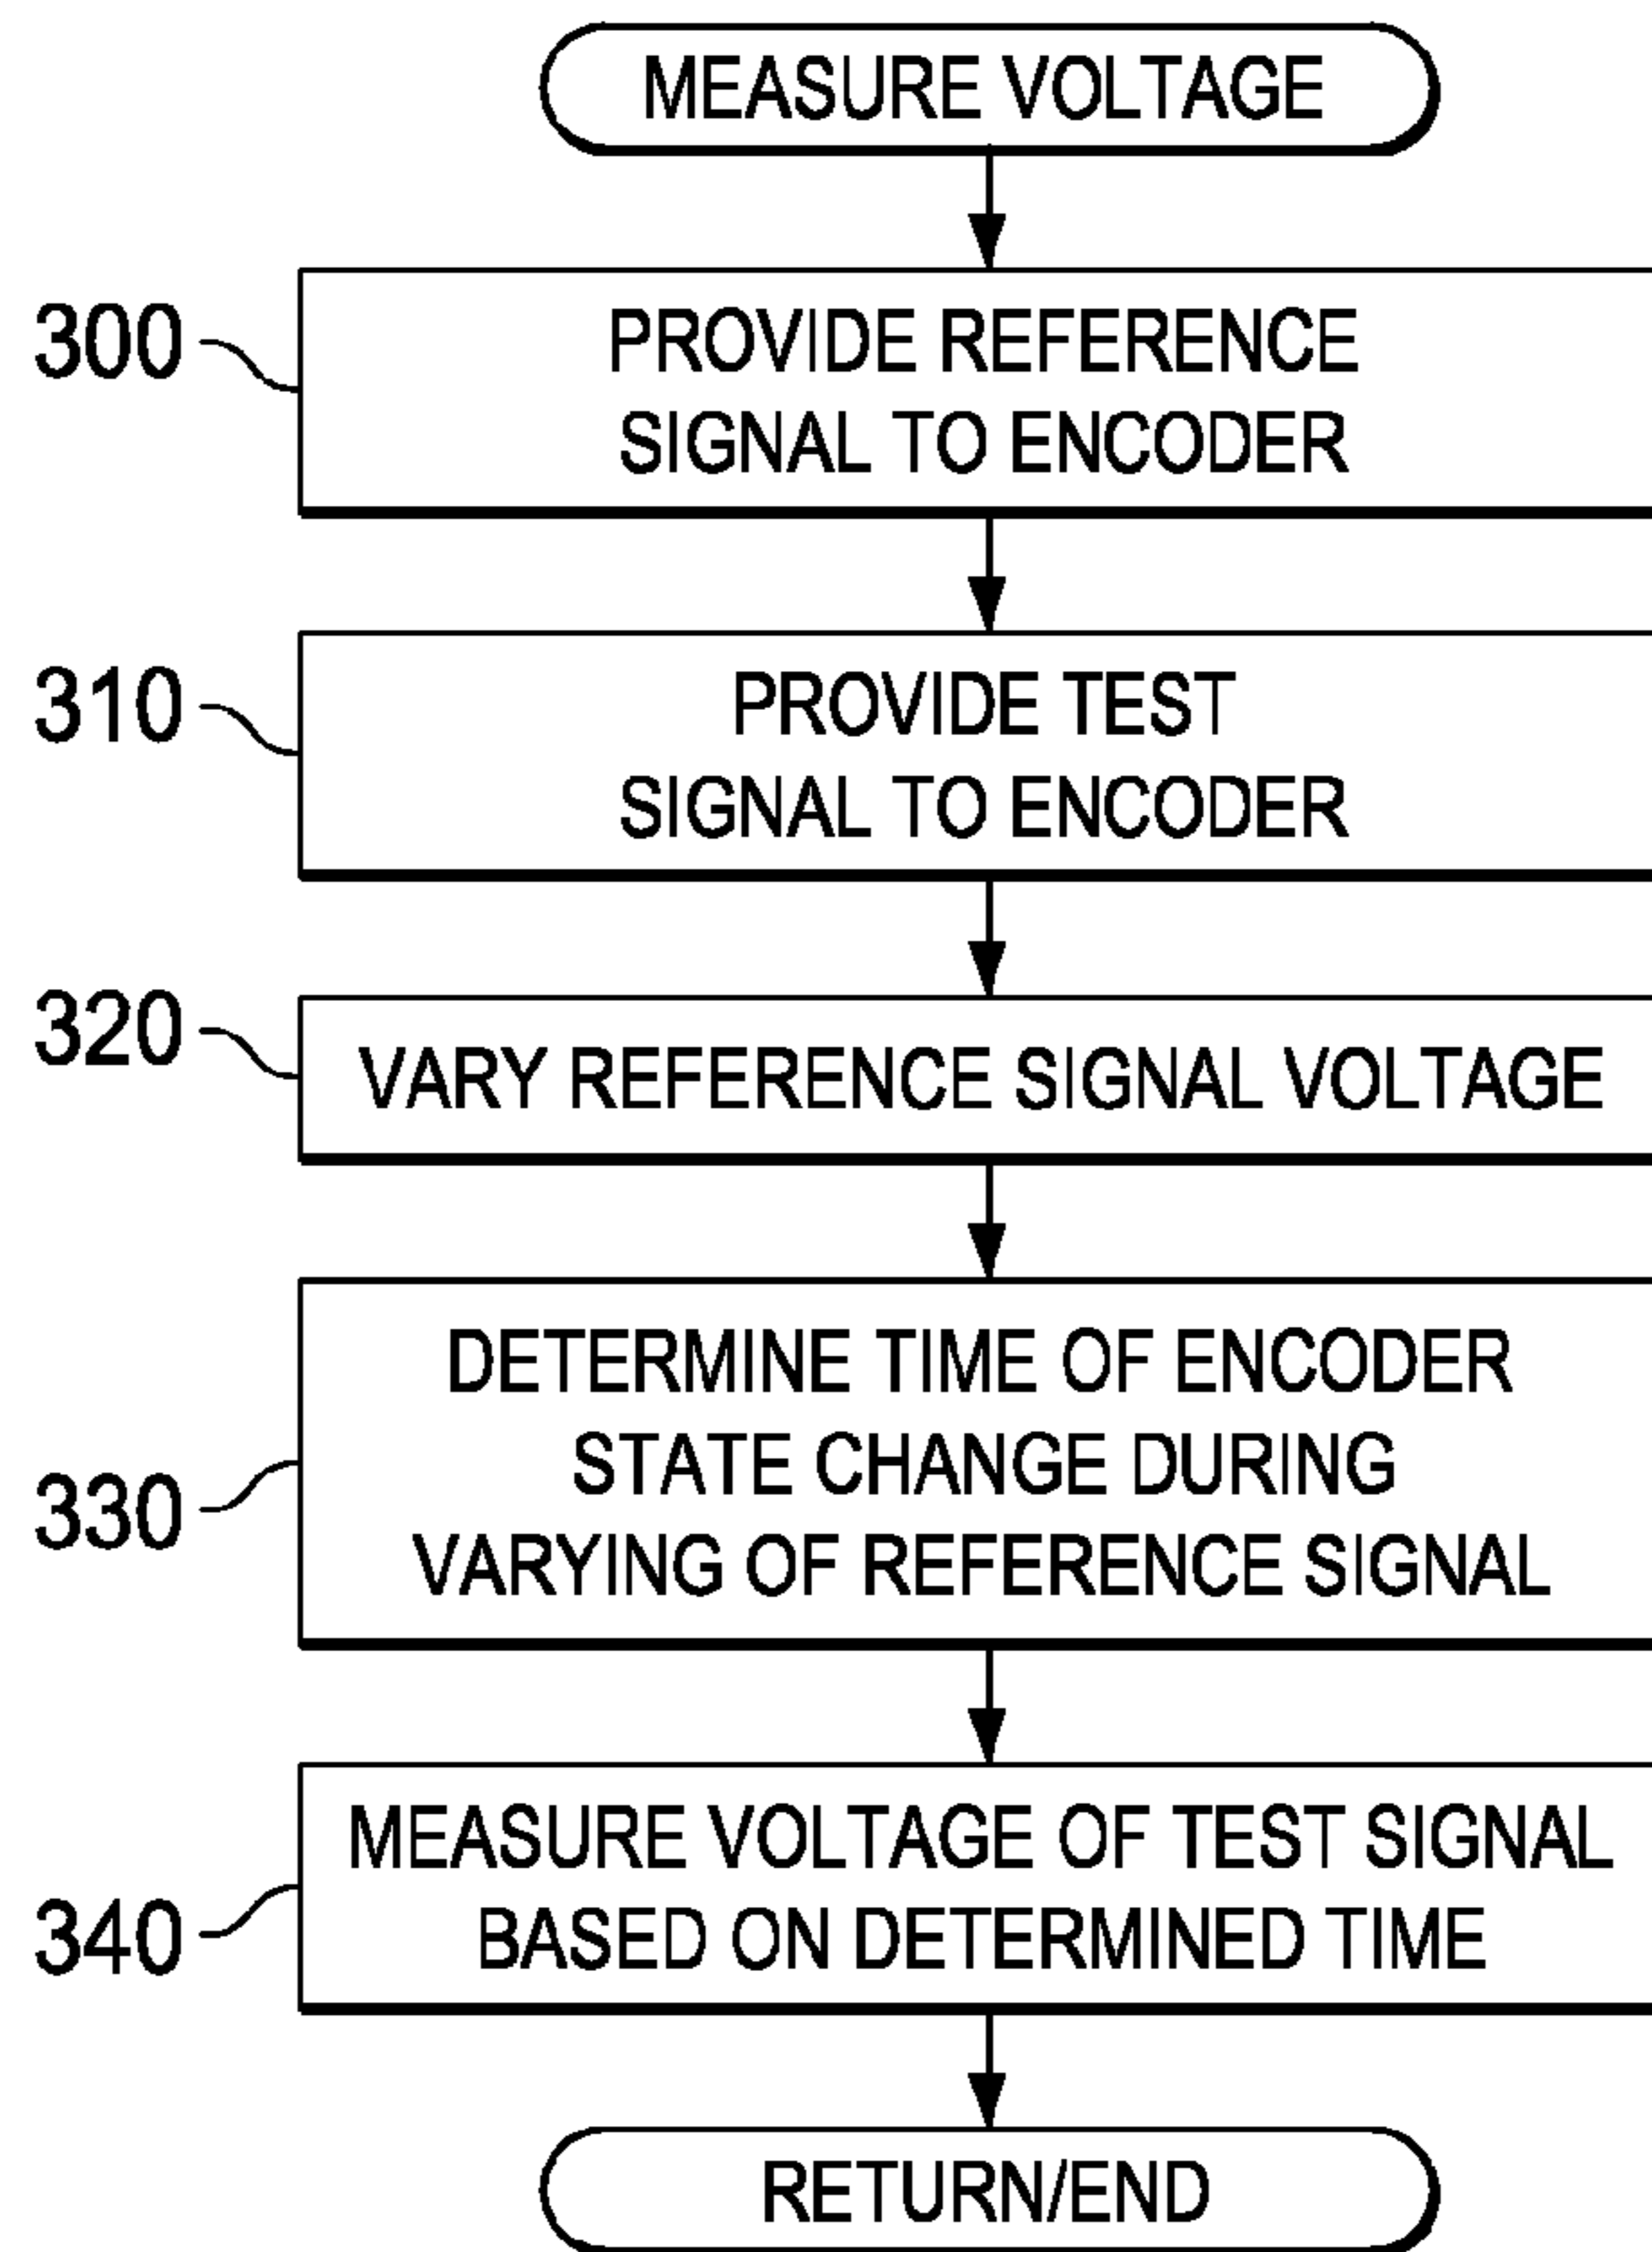 MEASURE VOLTAGE
300
PROVIDE REFERENCE
SIGNAL TO ENCODER
310
PROVIDE TEST
SIGNAL TO ENCODER
320
VARY REFERENCE SIGNAL VOLTAGE
330
DETERMINE TIME OF ENCODER
STATE CHANGE DURING
VARYING OF REFERENCE SIGNAL
340
MEASURE VOLTAGE OF TEST SIGNAL
BASED ON DETERMINED TIME
RETURN/END